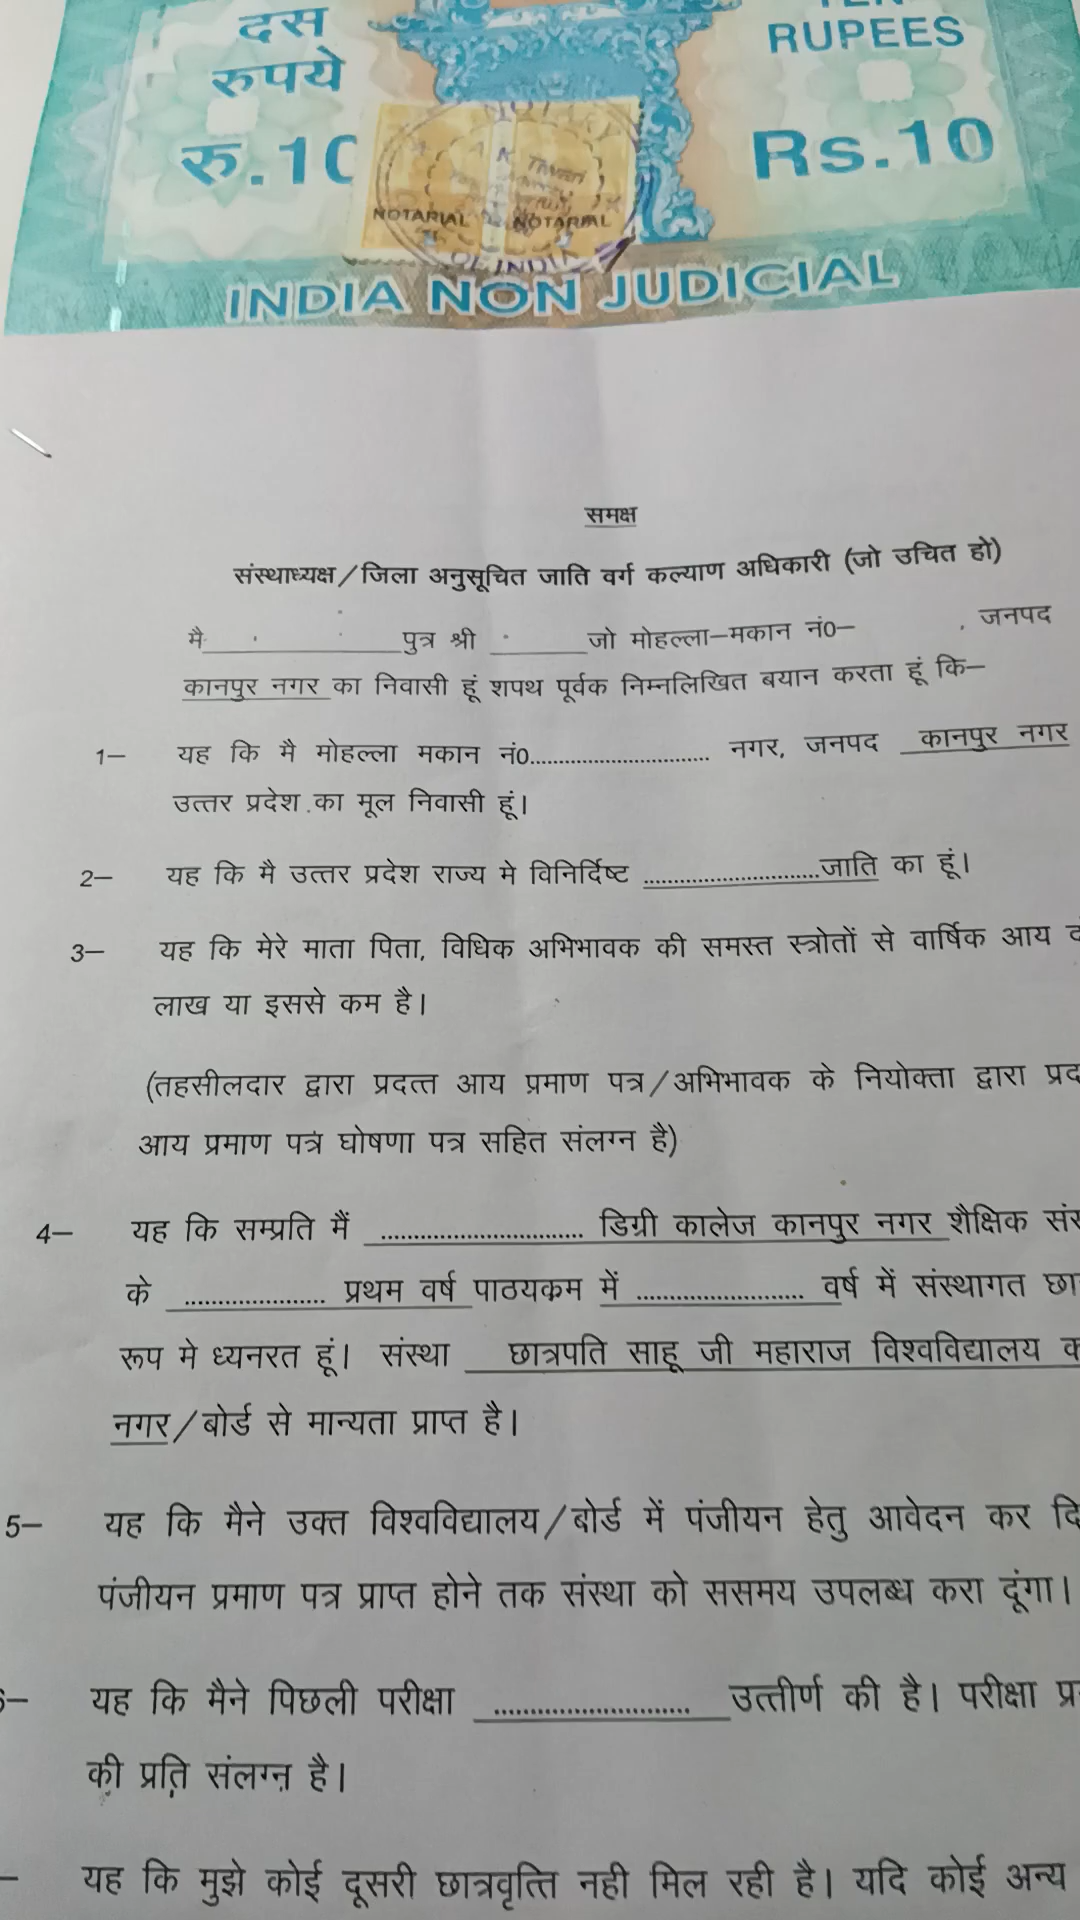 दस
रुपये
रु.10
RUPEES
Rs.10
A K
NOTARIAL NOTARIAL
OF INDIA
INDIA NON JUDICIAL
समक्ष
संस्थाध्यक्ष/जिला अनुसूचित जाति वर्ग कल्याण अधिकारी (जो उचित हो)
मै ____________ पुत्र श्री ______ जो मोहल्ला–मकान नं0– जनपद
कानपुर नगर का निवासी हूं शपथ पूर्वक निम्नलिखित बयान करता हूं कि–
1– यह कि मै मोहल्ला मकान नं0........................... नगर, जनपद कानपुर नगर
उत्तर प्रदेश का मूल निवासी हूं।
2– यह कि मै उत्तर प्रदेश राज्य मे विनिर्दिष्ट ...........................जाति का हूं।
3– यह कि मेरे माता पिता, विधिक अभिभावक की समस्त स्त्रोतों से वार्षिक आय
लाख या इससे कम है।
(तहसीलदार द्वारा प्रदत्त आय प्रमाण पत्र/अभिभावक के नियोक्ता द्वारा
आय प्रमाण पत्र घोषणा पत्र सहित संलग्न है)
4– यह कि सम्प्रति मैं .............................. डिग्री कालेज कानपुर नगर शैक्षिक
के ..................... प्रथम वर्ष पाठयकम में ......................... वर्ष में संस्थागत
रूप मे ध्यनरत हूं। संस्था छात्रपति साहू जी महाराज विश्वविद्यालय
नगर/बोर्ड से मान्यता प्राप्त है।
5– यह कि मैने उक्त विश्वविद्यालय/बोर्ड में पंजीयन हेतु आवेदन कर
पंजीयन प्रमाण पत्र प्राप्त होने तक संस्था को ससमय उपलब्ध करा दूंगा।
यह कि मैने पिछली परीक्षा ............................ उत्तीर्ण की है। परीक्षा
की प्रति संलग्न है।
यह कि मुझे कोई दूसरी छात्रवृत्ति नही मिल रही है। यदि कोई अन्य